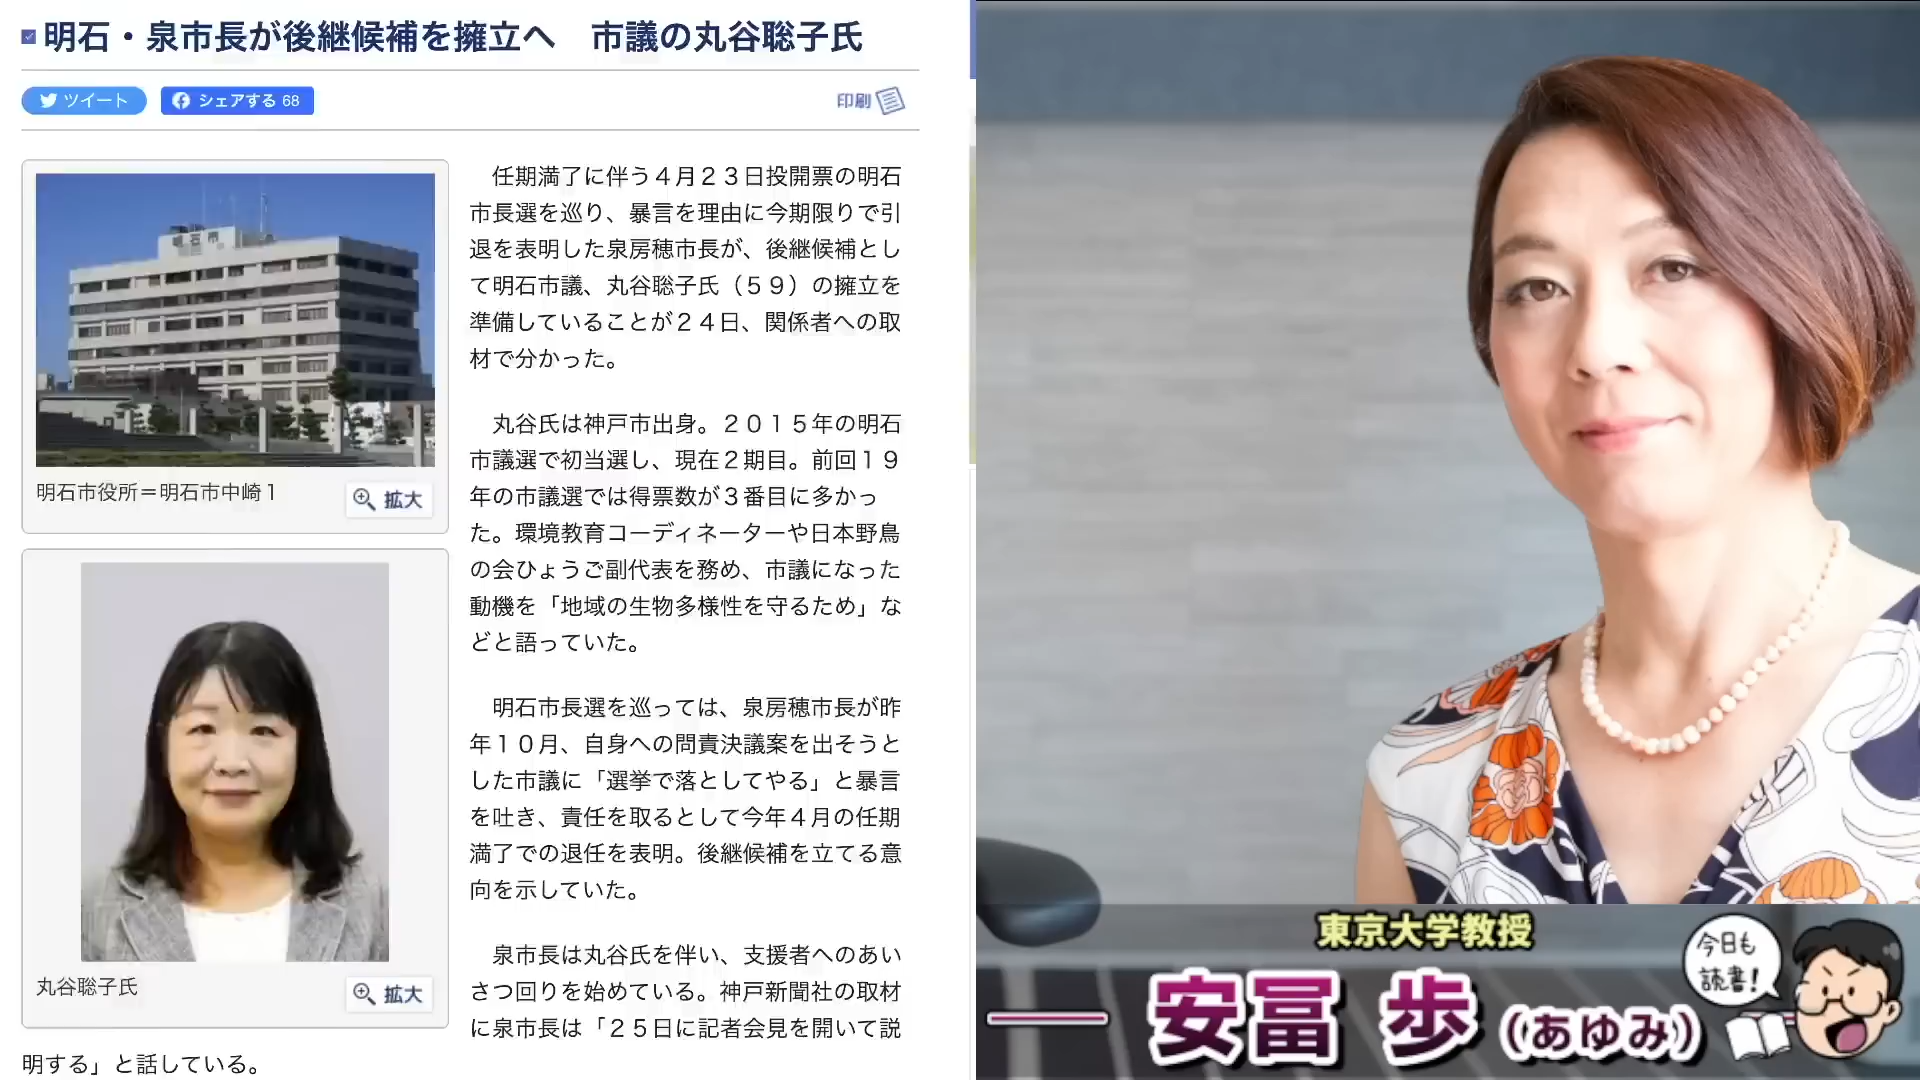 明石・泉市長が後継候補を擁立へ　市議の丸谷聡子氏
ツイート
シェアする 68
印刷
明石市
明石市役所＝明石市中崎１
拡大
丸谷聡子氏
拡大
任期満了に伴う４月２３日投開票の明石
市長選を巡り、暴言を理由に今期限りで引
退を表明した泉房穂市長が、後継候補とし
て明石市議、丸谷聡子氏（５９）の擁立を
準備していることが２４日、関係者への取
材で分かった。
丸谷氏は神戸市出身。２０１５年の明石
市議選で初当選し、現在２期目。前回１９
年の市議選では得票数が３番目に多かっ
た。環境教育コーディネーターや日本野鳥
の会ひょうご副代表を務め、市議になった
動機を「地域の生物多様性を守るため」な
どと語っていた。
明石市長選を巡っては、泉房穂市長が昨
年１０月、自身への問責決議案を出そうと
した市議に「選挙で落としてやる」と暴言
を吐き、責任を取るとして今年４月の任期
満了での退任を表明。後継候補を立てる意
向を示していた。
泉市長は丸谷氏を伴い、支援者へのあい
さつ回りを始めている。神戸新聞社の取材
に泉市長は「２５日に記者会見を開いて説
明する」と話している。
東京大学教授
安冨 歩（あゆみ）
今日も
読書！